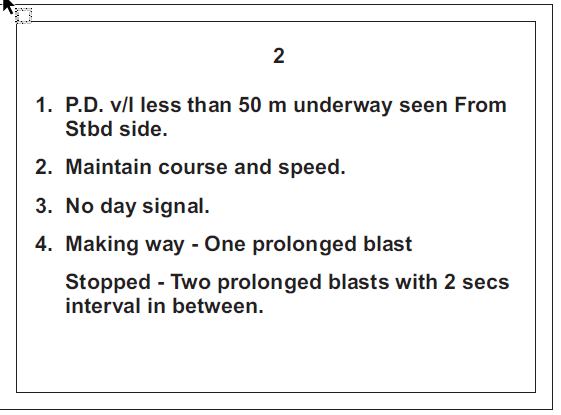 2
1. P.D. v/l less than 50 m underway seen From
Stbd side.
2. Maintain course and speed.
3. No day signal.
4. Making way - One prolonged blast
Stopped - Two prolonged blasts with 2 secs
interval in between.